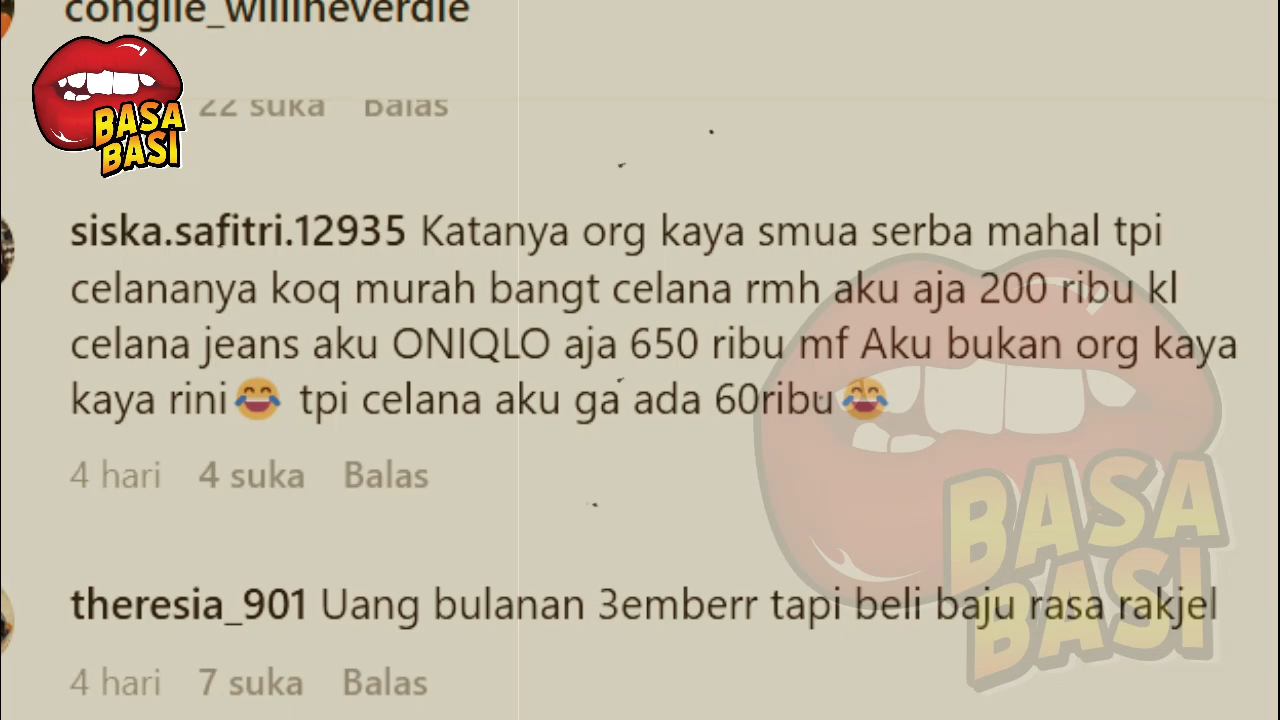 22 suka Balas
BASA
BASI
siska.safitri.12935 Katanya org kaya smua serba mahal tpi
celananya koq murah bangt celana rmh aku aja 200 ribu kl
celana jeans aku ONIQLO aja 650 ribu mf Aku bukan org kaya
kaya rini😂 tpi celana aku ga ada 60ribu😂
4 hari 4 suka Balas
BASA
BASI
theresia_901 Uang bulanan 3emberr tapi beli baju rasa rakjel
4 hari 7 suka Balas